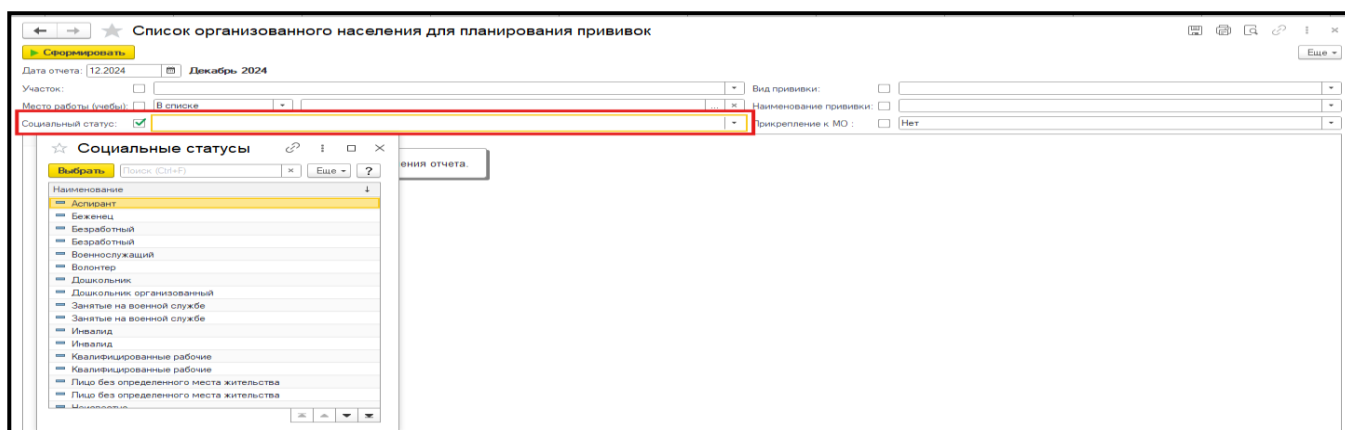 Список организованного населения для планирования прививок
Сформировать
Еще
Дата отчета: 12.2024 Декабрь 2024
Участок: Вид прививки:
Место работы (учебы): В списке ... × Наименование прививки:
Социальный статус: Прикрепление к МО : Нет
Социальные статусы
ения отчета.
Выбрать Поиск (Ctrl+F) × Еще ?
Наименование ↓
Аспирант
Беженец
Безработный
Безработный
Военнослужащий
Волонтер
Дошкольник
Дошкольник организованный
Занятые на военной службе
Занятые на военной службе
Инвалид
Инвалид
Квалифицированные рабочие
Квалифицированные рабочие
Лицо без определенного места жительства
Лицо без определенного места жительства